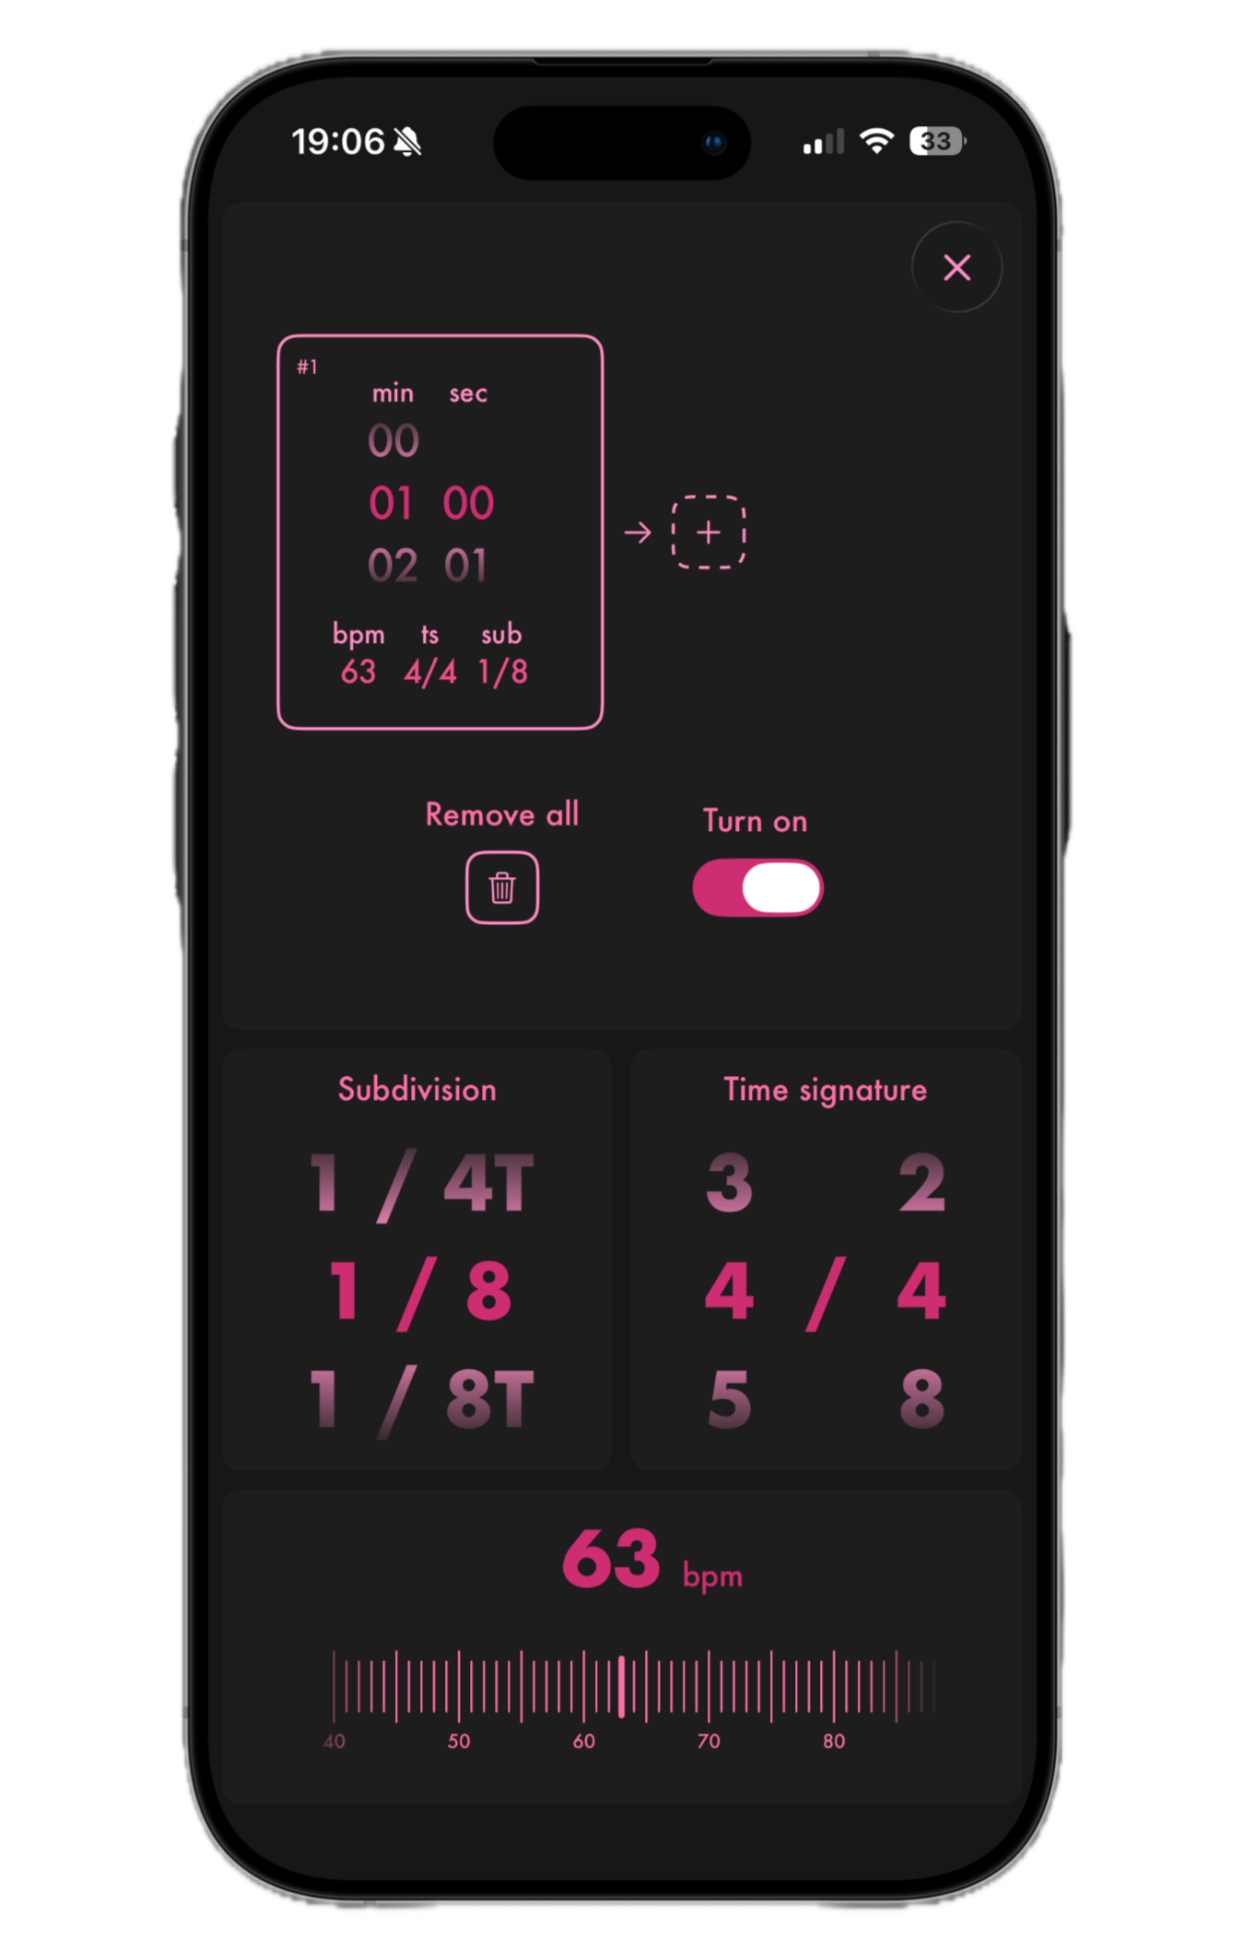 19:06 33
#1
min sec
00
01 00
02 01
bpm ts sub
63 4/4 1/8
Remove all
Turn on
Subdivision
1 / 4T
1 / 8
1 / 8T
Time signature
3 2
4 / 4
5 8
63 bpm
40 50 60 70 80